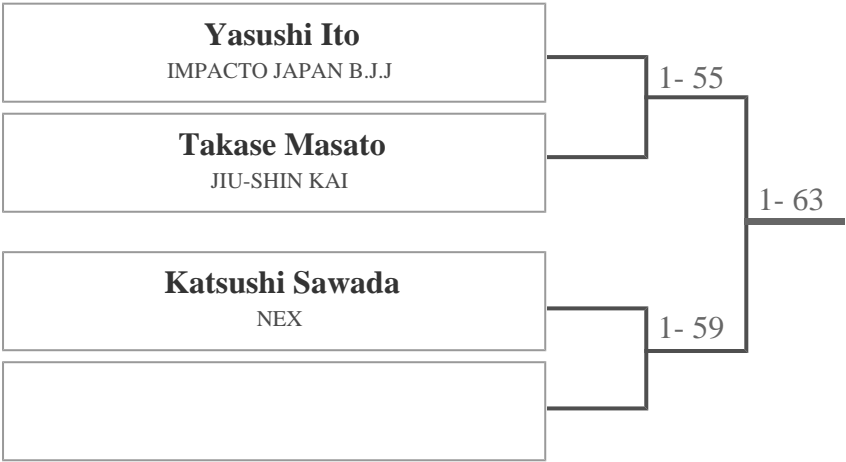 Yasushi Ito
IMPACTO JAPAN B.J.J
1- 55
Takase Masato
JIU-SHIN KAI
1- 63
Katsushi Sawada
NEX
1- 59